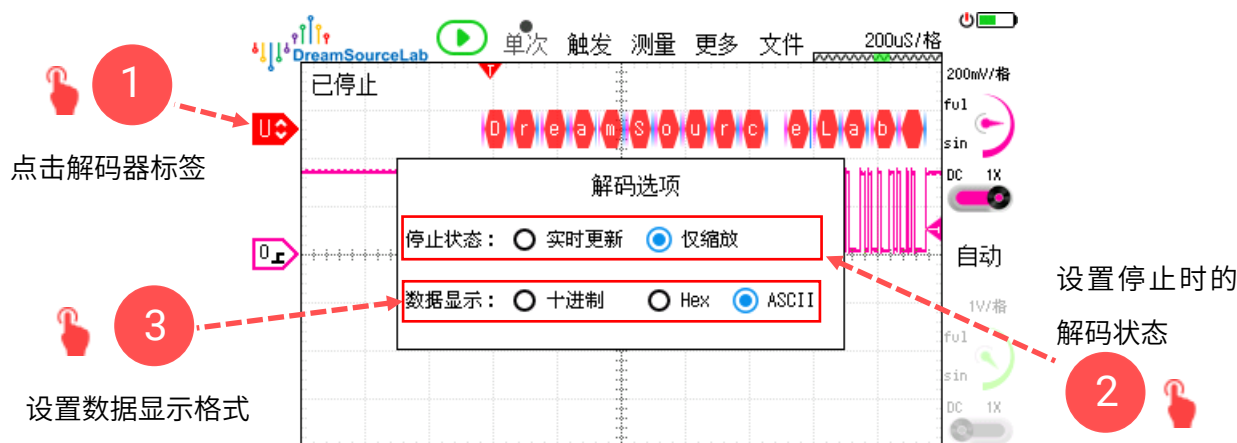 DreamSourceLab
单次 触发 测量 更多 文件 200uS/格
已停止
T
200mV/格
ful
sin
DC 1X
1
点击解码器标签
U
D r e a m S o u r c e L a b
解码选项
停止状态： 实时更新 仅缩放
数据显示： 十进制 Hex ASCII
0
自动
设置停止时的
解码状态
2
3
设置数据显示格式
1V/格
ful
sin
DC 1X